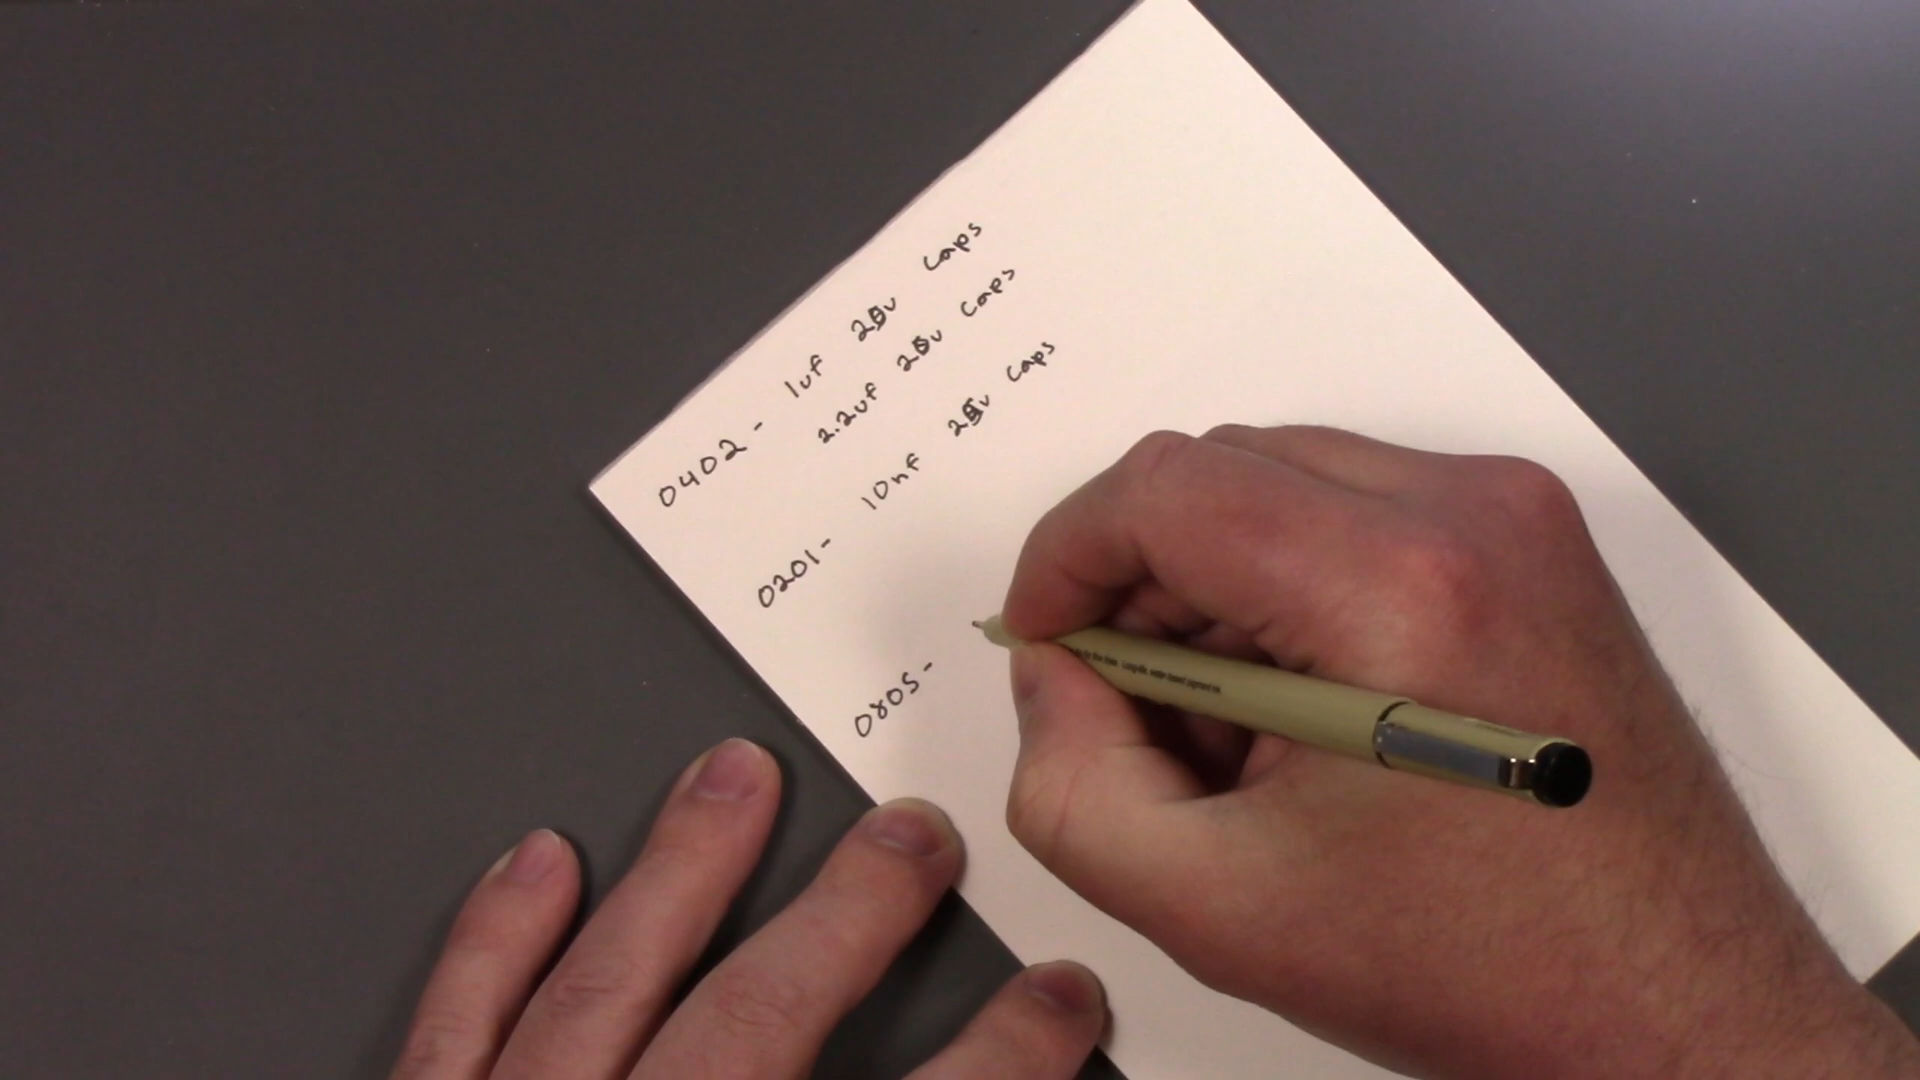 0402 - 1uf 25v caps
2.2uf 25v caps
0201 - 10nf 25v caps
0805 -